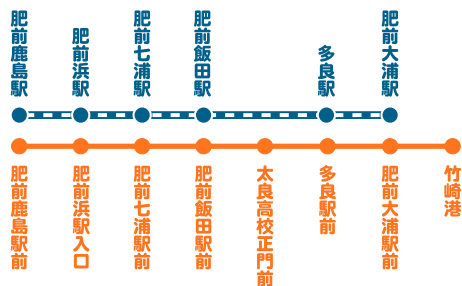 肥前鹿島駅
肥前浜駅
肥前七浦駅
肥前飯田駅
多良駅
肥前大浦駅
肥前鹿島駅前
肥前浜駅入口
肥前七浦駅前
肥前飯田駅前
太良高校正門前
多良駅前
肥前大浦駅前
竹崎港